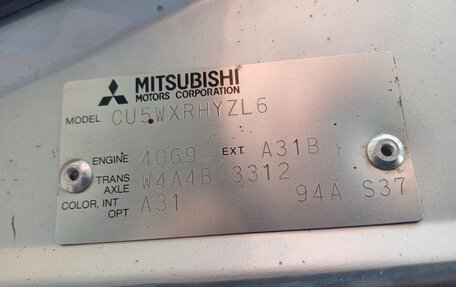 MITSUBISHI
MOTORS CORPORATION
MODEL CU5WXRHYZL6
ENGINE 4G69 EXT A31B
TRANS AXLE W4A4B 3312
COLOR, INT OPT A31 94A S37